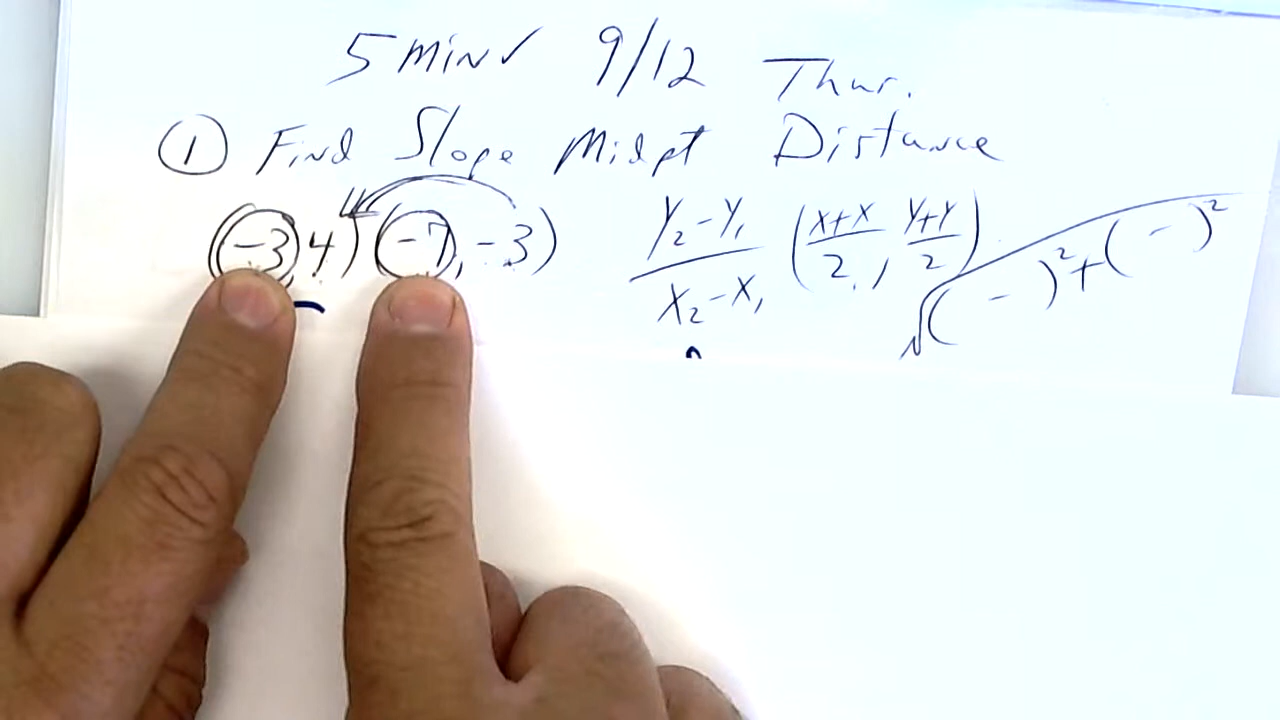 5 min ✓ 9/12 Thur.
① Find Slope Midpt Distance
(-3, 4) (-7, -3) Y₂-Y₁/X₂-X₁ (X+X/2, Y+Y/2) √( - )²+( - )²